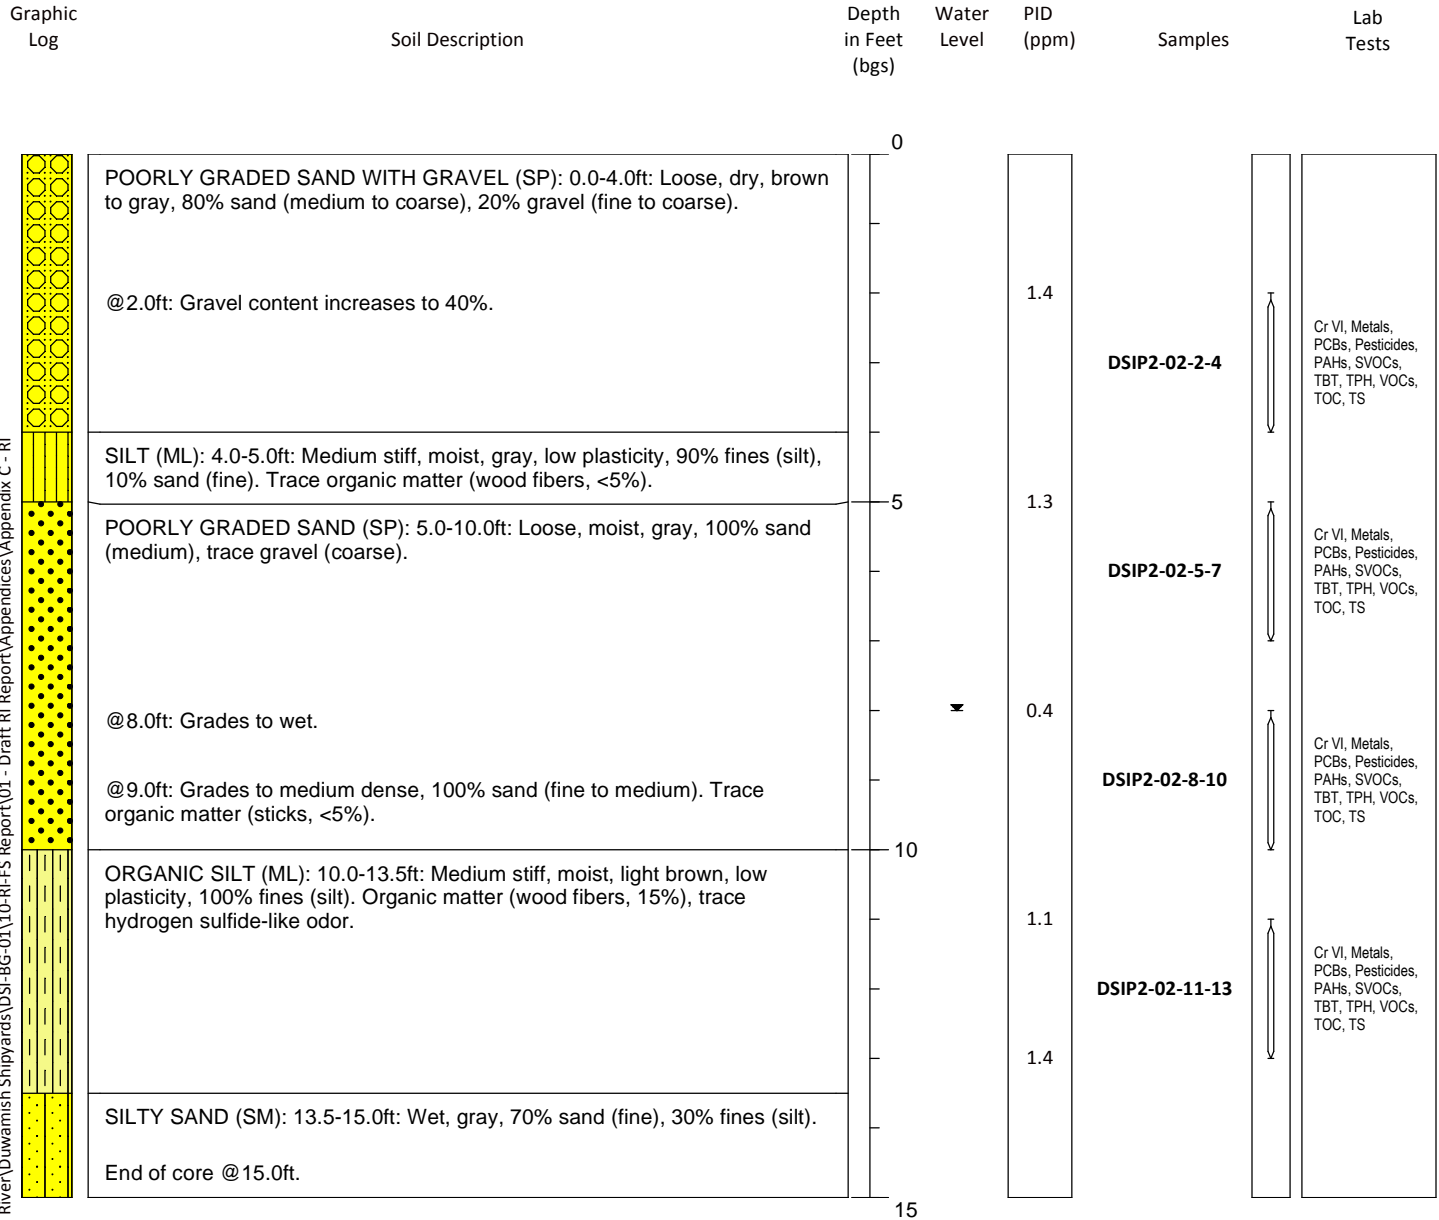 Graphic
Log
Soil Description
Depth
in Feet
(bgs)
Water
Level
PID
(ppm)
Samples
Lab
Tests
0
POORLY GRADED SAND WITH GRAVEL (SP): 0.0-4.0ft: Loose, dry, brown
to gray, 80% sand (medium to coarse), 20% gravel (fine to coarse).
@2.0ft: Gravel content increases to 40%.
1.4
DSIP2-02-2-4
Cr VI, Metals,
PCBs, Pesticides,
PAHs, SVOCs,
TBT, TPH, VOCs,
TOC, TS
SILT (ML): 4.0-5.0ft: Medium stiff, moist, gray, low plasticity, 90% fines (silt),
10% sand (fine). Trace organic matter (wood fibers, <5%).
5
1.3
POORLY GRADED SAND (SP): 5.0-10.0ft: Loose, moist, gray, 100% sand
(medium), trace gravel (coarse).
DSIP2-02-5-7
Cr VI, Metals,
PCBs, Pesticides,
PAHs, SVOCs,
TBT, TPH, VOCs,
TOC, TS
@8.0ft: Grades to wet.
0.4
@9.0ft: Grades to medium dense, 100% sand (fine to medium). Trace
organic matter (sticks, <5%).
DSIP2-02-8-10
Cr VI, Metals,
PCBs, Pesticides,
PAHs, SVOCs,
TBT, TPH, VOCs,
TOC, TS
10
ORGANIC SILT (ML): 10.0-13.5ft: Medium stiff, moist, light brown, low
plasticity, 100% fines (silt). Organic matter (wood fibers, 15%), trace
hydrogen sulfide-like odor.
1.1
DSIP2-02-11-13
Cr VI, Metals,
PCBs, Pesticides,
PAHs, SVOCs,
TBT, TPH, VOCs,
TOC, TS
1.4
SILTY SAND (SM): 13.5-15.0ft: Wet, gray, 70% sand (fine), 30% fines (silt).
End of core @15.0ft.
15
River\Duwamish Shipyards\DSI-BG-01\10-RI-FS Report\01 - Draft RI Report\Appendices\Appendix C - RI